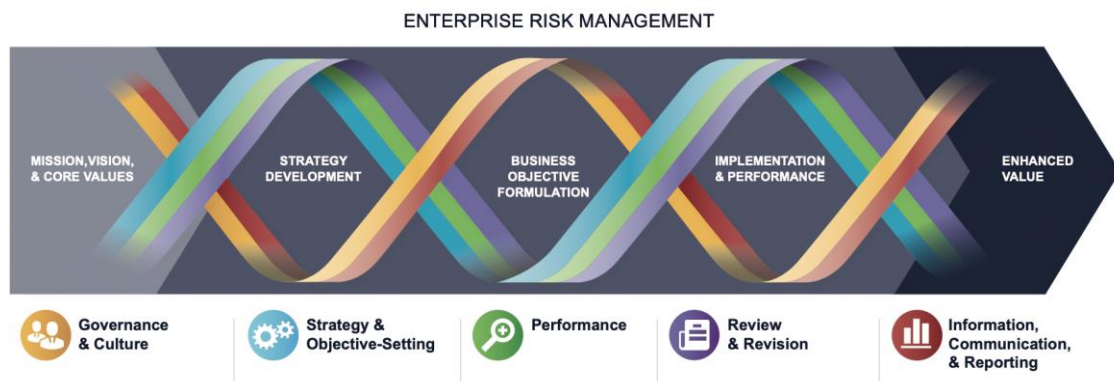 ENTERPRISE RISK MANAGEMENT
MISSION,VISION,
& CORE VALUES
STRATEGY
DEVELOPMENT
BUSINESS
OBJECTIVE
FORMULATION
IMPLEMENTATION
& PERFORMANCE
ENHANCED
VALUE
Governance
& Culture
Strategy &
Objective-Setting
Performance
Review
& Revision
Information,
Communication,
& Reporting